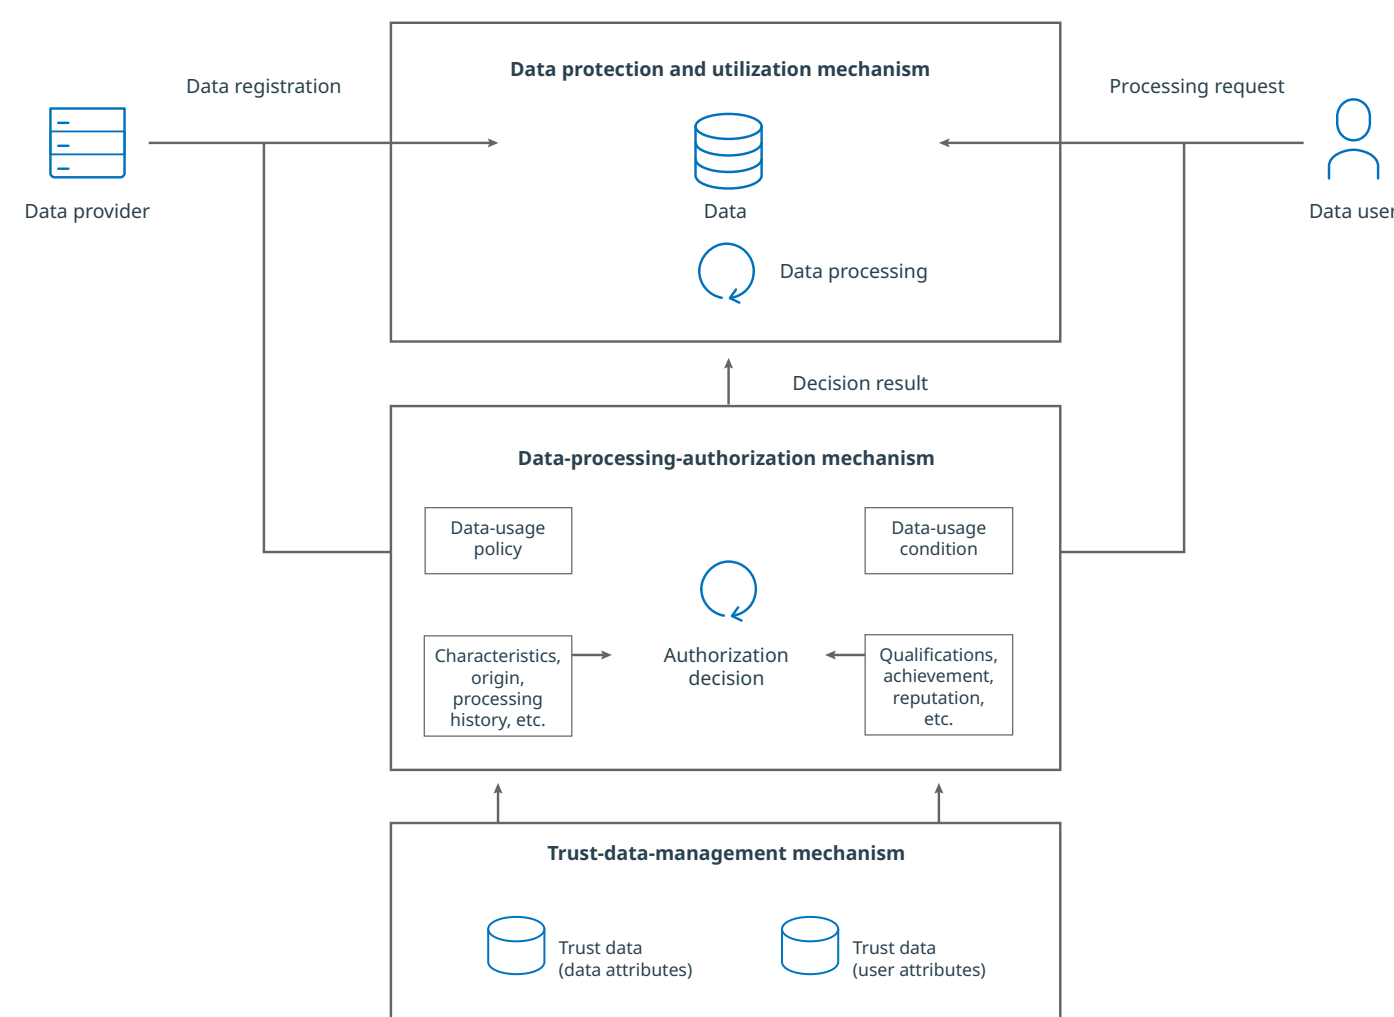 Data protection and utilization mechanism
Data registration
Processing request
Data provider
Data
Data user
Data processing
Decision result
Data-processing-authorization mechanism
Data-usage
policy
Data-usage
condition
Characteristics,
origin,
processing
history, etc.
Authorization
decision
Qualifications,
achievement,
reputation,
etc.
Trust-data-management mechanism
Trust data
(data attributes)
Trust data
(user attributes)